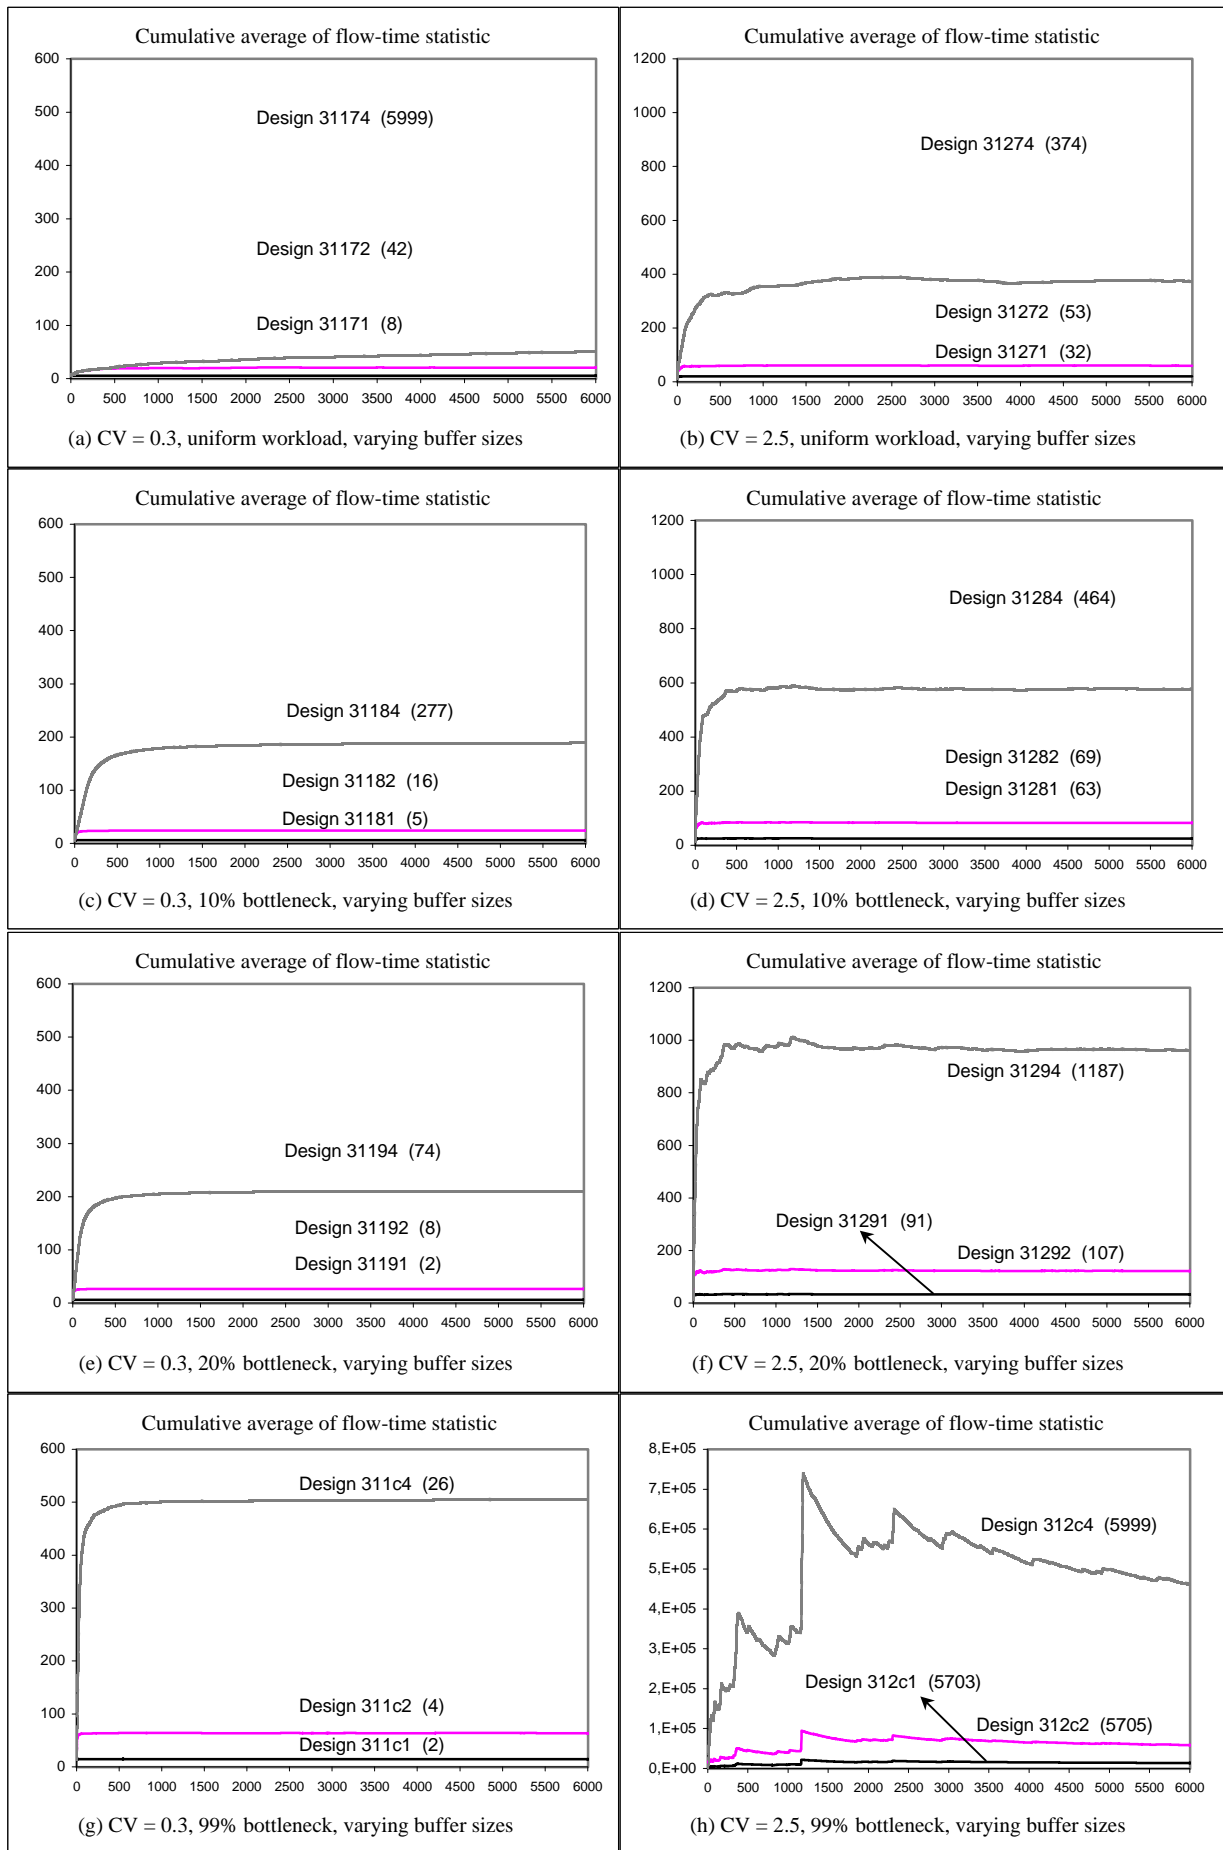 Cumulative average of flow-time statistic
600
500
400
300
200
100
0
Design 31174 (5999)
Design 31172 (42)
Design 31171 (8)
0 500 1000 1500 2000 2500 3000 3500 4000 4500 5000 5500 6000
(a) CV = 0.3, uniform workload, varying buffer sizes
Cumulative average of flow-time statistic
1200
1000
800
600
400
200
0
Design 31274 (374)
Design 31272 (53)
Design 31271 (32)
0 500 1000 1500 2000 2500 3000 3500 4000 4500 5000 5500 6000
(b) CV = 2.5, uniform workload, varying buffer sizes
Cumulative average of flow-time statistic
600
500
400
300
200
100
0
Design 31184 (277)
Design 31182 (16)
Design 31181 (5)
0 500 1000 1500 2000 2500 3000 3500 4000 4500 5000 5500 6000
(c) CV = 0.3, 10% bottleneck, varying buffer sizes
Cumulative average of flow-time statistic
1200
1000
800
600
400
200
0
Design 31284 (464)
Design 31282 (69)
Design 31281 (63)
0 500 1000 1500 2000 2500 3000 3500 4000 4500 5000 5500 6000
(d) CV = 2.5, 10% bottleneck, varying buffer sizes
Cumulative average of flow-time statistic
600
500
400
300
200
100
0
Design 31194 (74)
Design 31192 (8)
Design 31191 (2)
0 500 1000 1500 2000 2500 3000 3500 4000 4500 5000 5500 6000
(e) CV = 0.3, 20% bottleneck, varying buffer sizes
Cumulative average of flow-time statistic
1200
1000
800
600
400
200
0
Design 31294 (1187)
Design 31291 (91)
Design 31292 (107)
0 500 1000 1500 2000 2500 3000 3500 4000 4500 5000 5500 6000
(f) CV = 2.5, 20% bottleneck, varying buffer sizes
Cumulative average of flow-time statistic
600
500
400
300
200
100
0
Design 311c4 (26)
Design 311c2 (4)
Design 311c1 (2)
0 500 1000 1500 2000 2500 3000 3500 4000 4500 5000 5500 6000
(g) CV = 0.3, 99% bottleneck, varying buffer sizes
Cumulative average of flow-time statistic
8,E+05
7,E+05
6,E+05
5,E+05
4,E+05
3,E+05
2,E+05
1,E+05
0,E+00
Design 312c4 (5999)
Design 312c1 (5703)
Design 312c2 (5705)
0 500 1000 1500 2000 2500 3000 3500 4000 4500 5000 5500 6000
(h) CV = 2.5, 99% bottleneck, varying buffer sizes